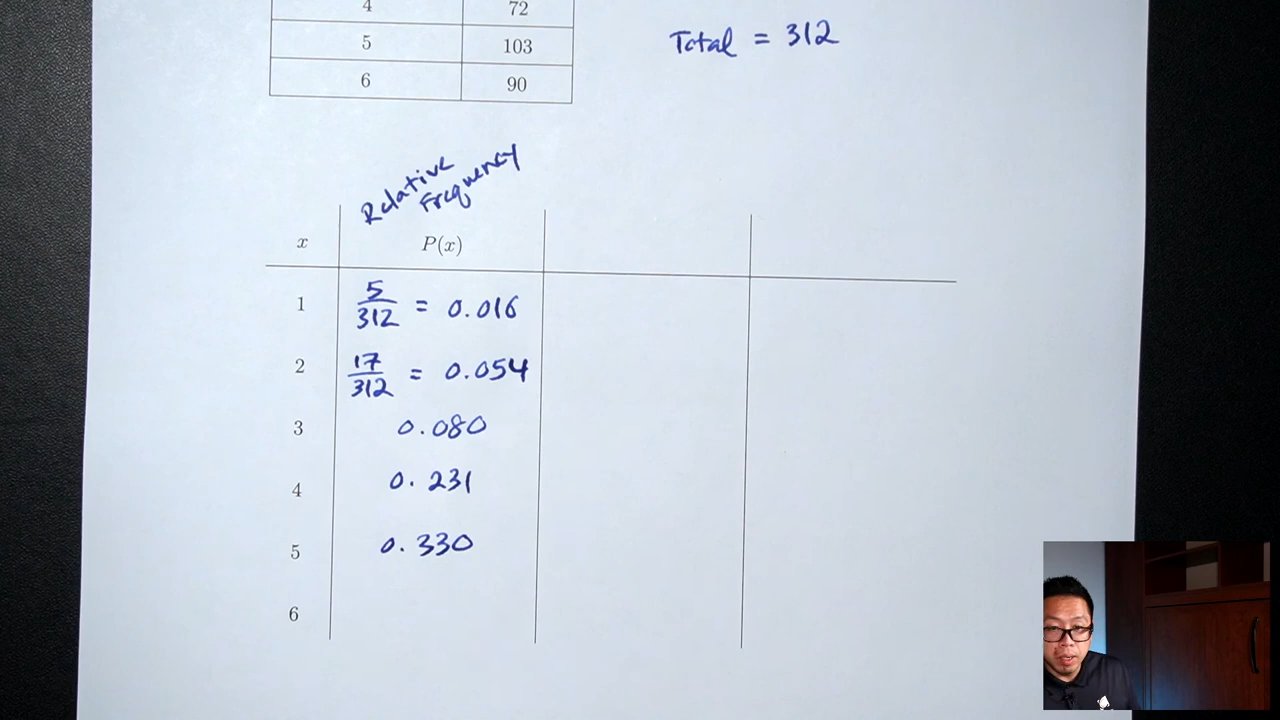 4 72
5 103
6 90
Total = 312
Relative
Frequency
x P(x)
1 5/312 = 0.016
2 17/312 = 0.054
3 0.080
4 0.231
5 0.330
6